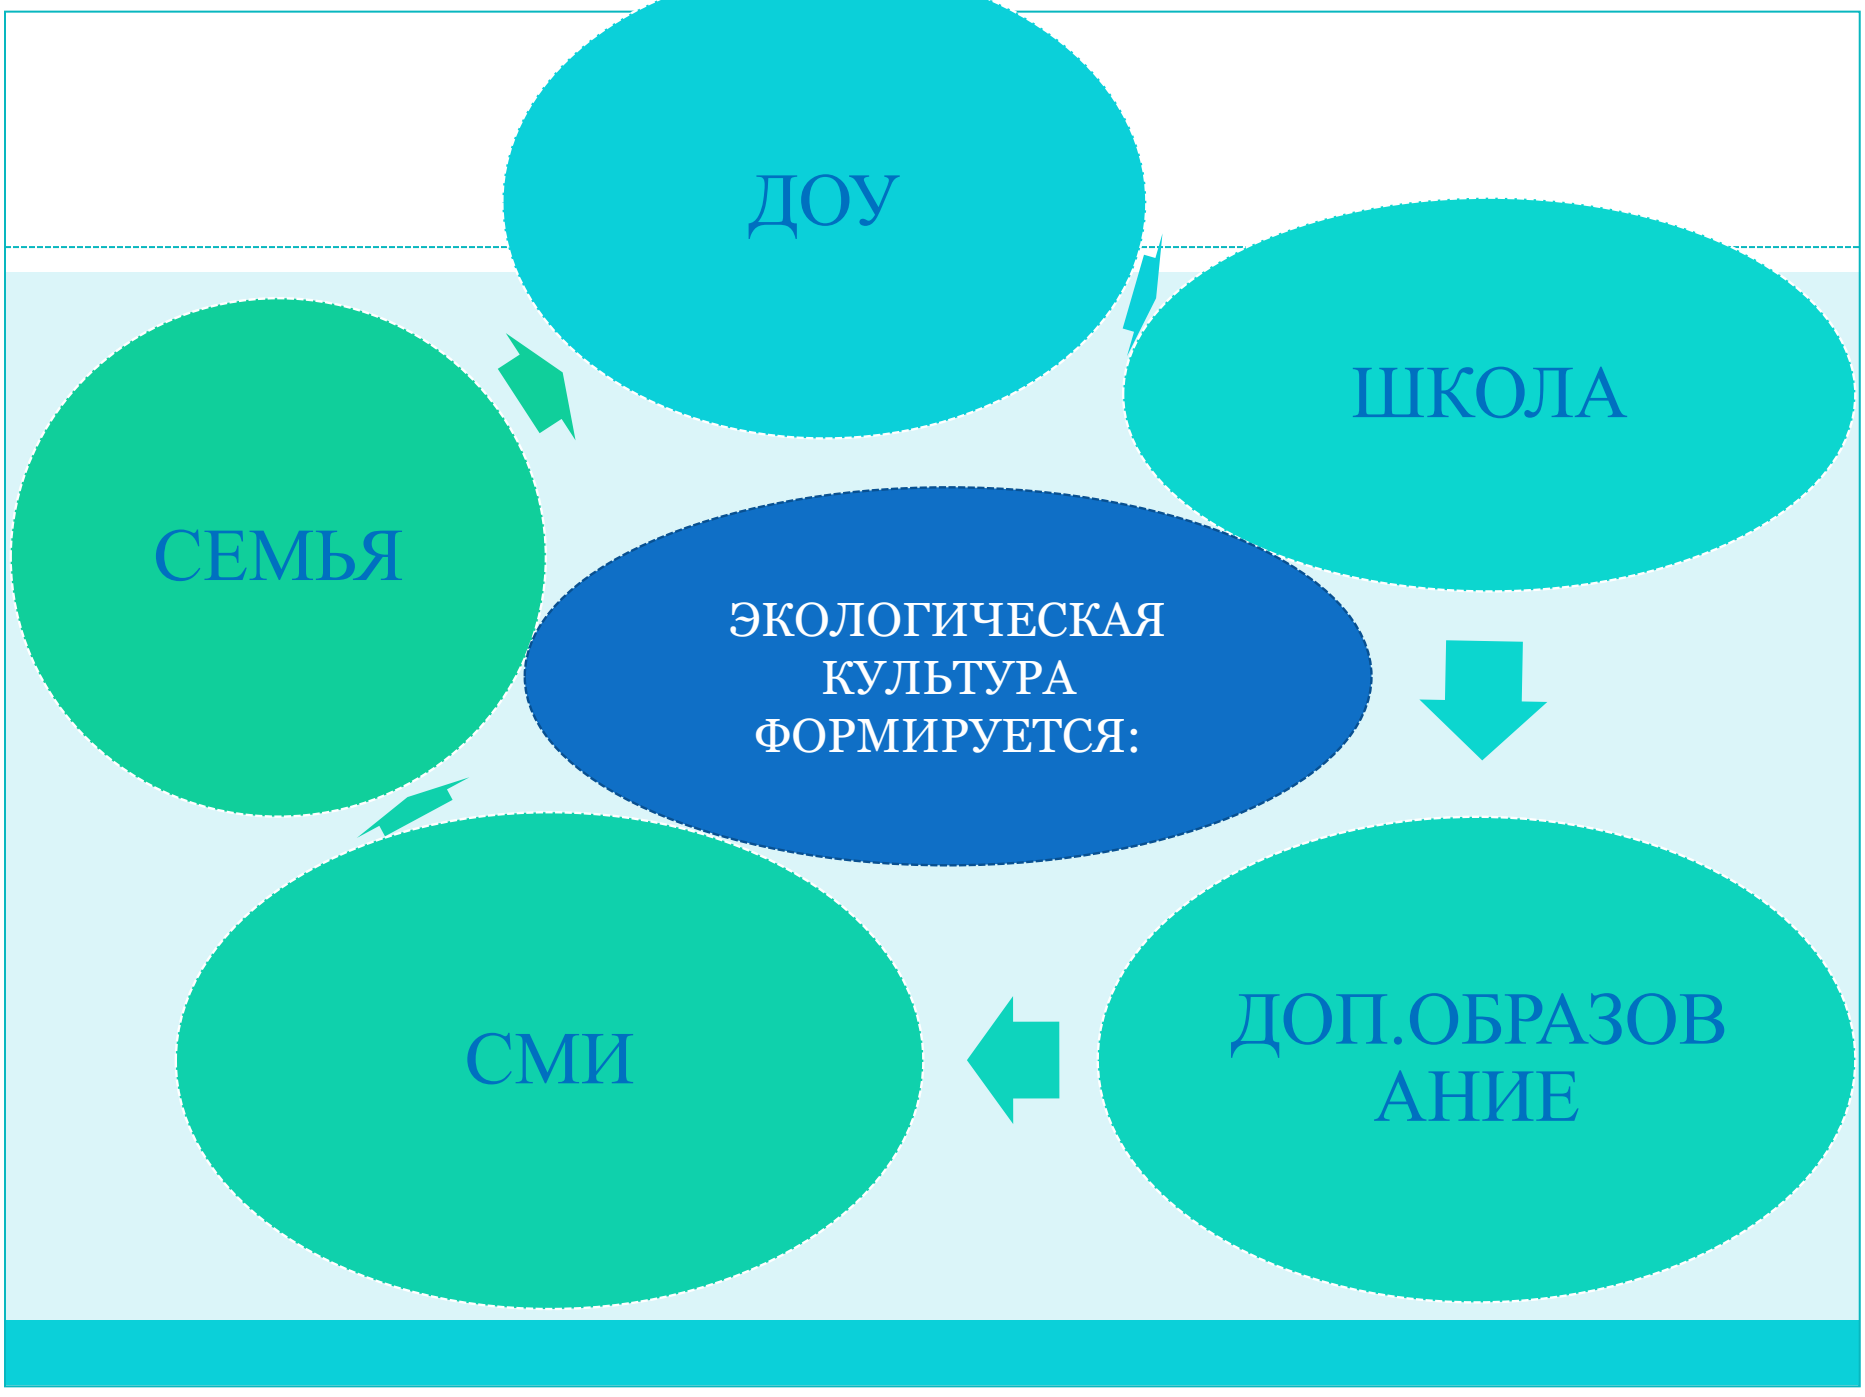 ДОУ
ШКОЛА
СЕМЬЯ
ЭКОЛОГИЧЕСКАЯ
КУЛЬТУРА
ФОРМИРУЕТСЯ:
ДОП.ОБРАЗОВ
АНИЕ
СМИ